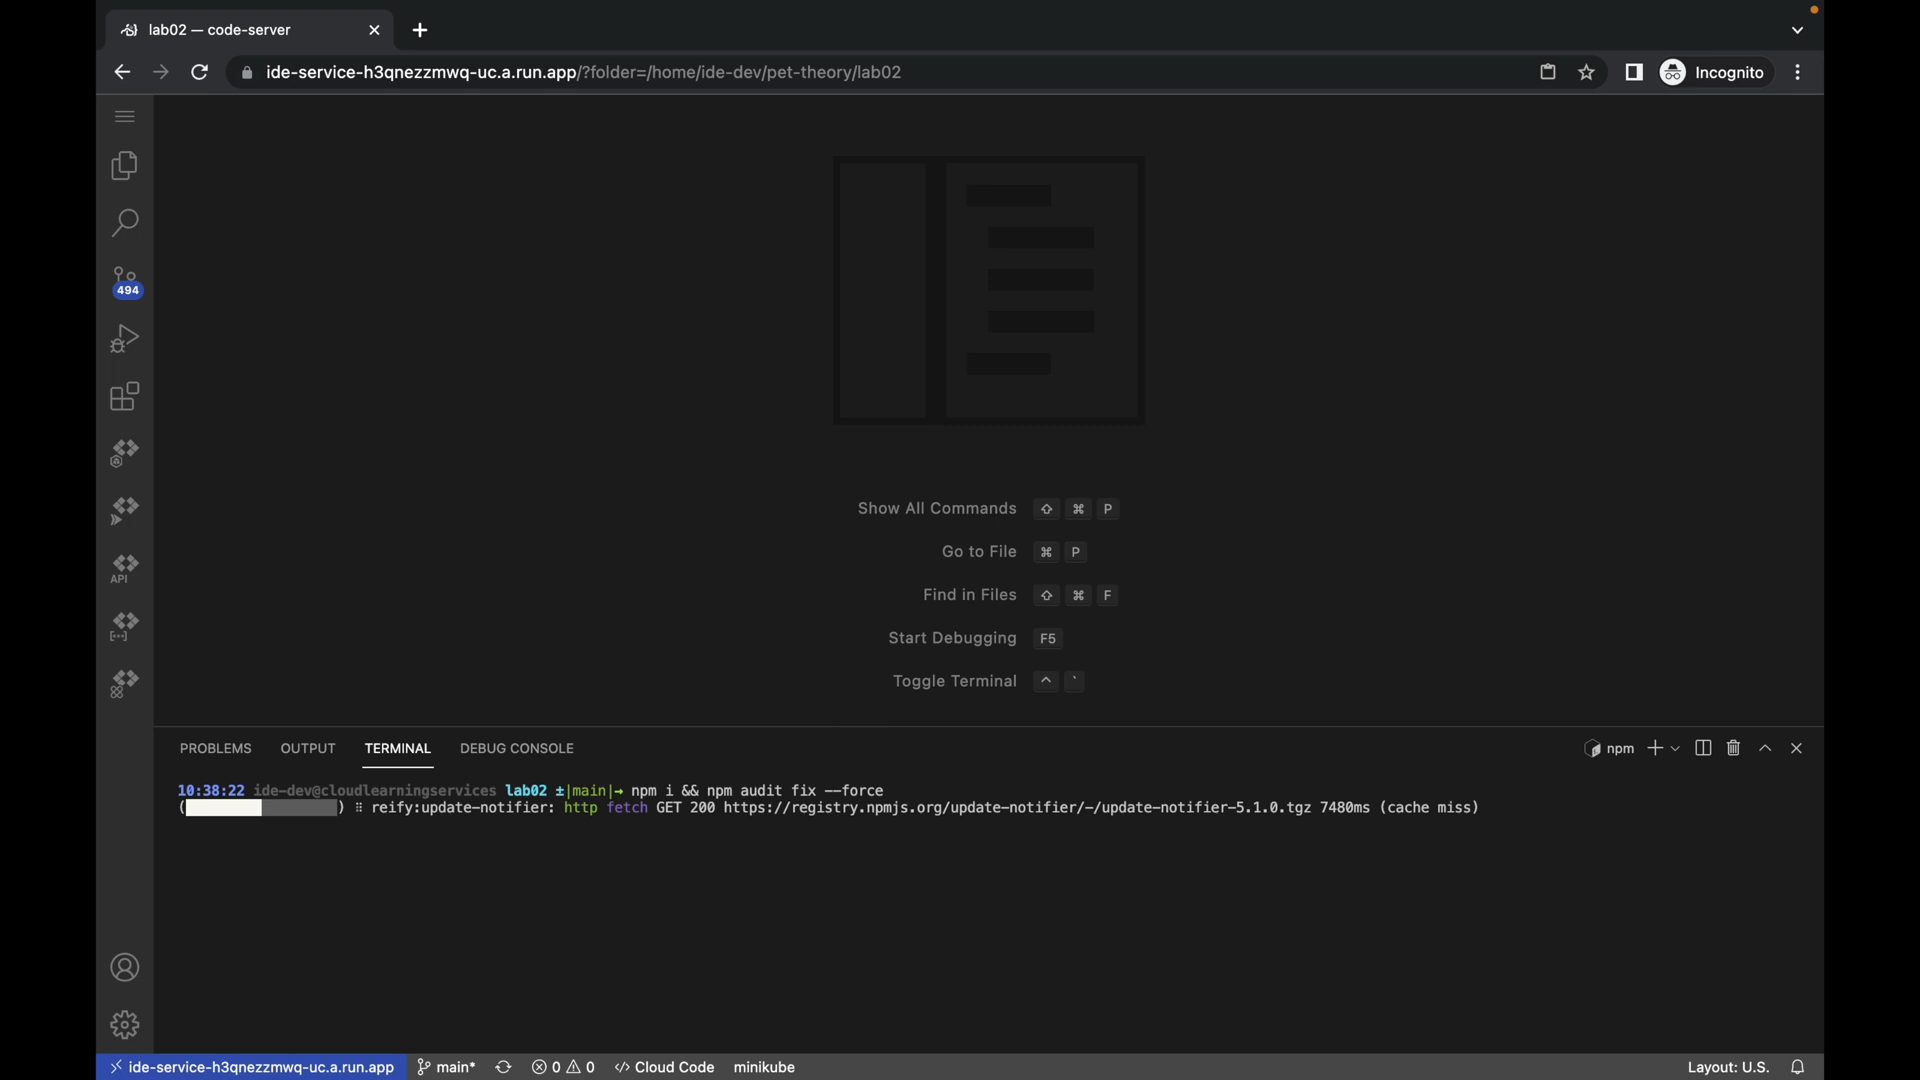 lab02 — code-server
ide-service-h3qnezzmwq-uc.a.run.app/?folder=/home/ide-dev/pet-theory/lab02
Incognito
494
API
Show All Commands ⇧ ⌘ P
Go to File ⌘ P
Find in Files ⇧ ⌘ F
Start Debugging F5
Toggle Terminal ^ `
PROBLEMS OUTPUT TERMINAL DEBUG CONSOLE
npm
10:38:22 ide-dev@cloudlearningservices lab02 ±|main|→ npm i && npm audit fix --force
( ) ⠿ reify:update-notifier: http fetch GET 200 https://registry.npmjs.org/update-notifier/-/update-notifier-5.1.0.tgz 7480ms (cache miss)
ide-service-h3qnezzmwq-uc.a.run.app main* 0 0 Cloud Code minikube Layout: U.S.